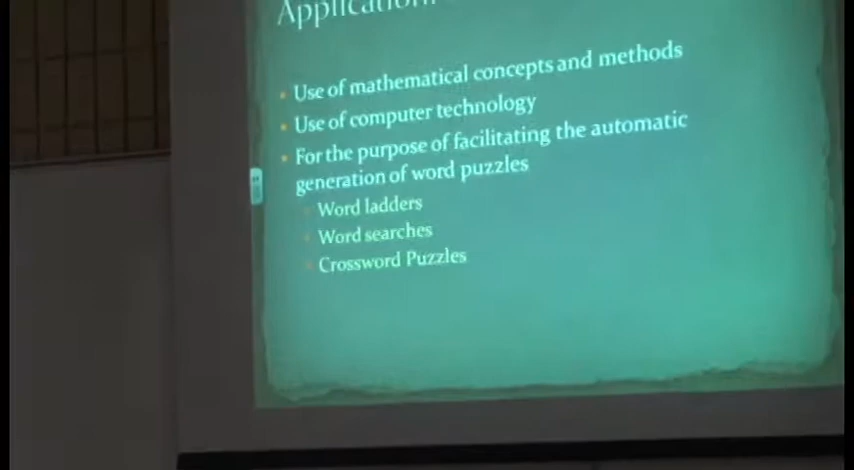 Use of mathematical concepts and methods
Use of computer technology
For the purpose of facilitating the automatic
generation of word puzzles
Word ladders
Word searches
Crossword Puzzles